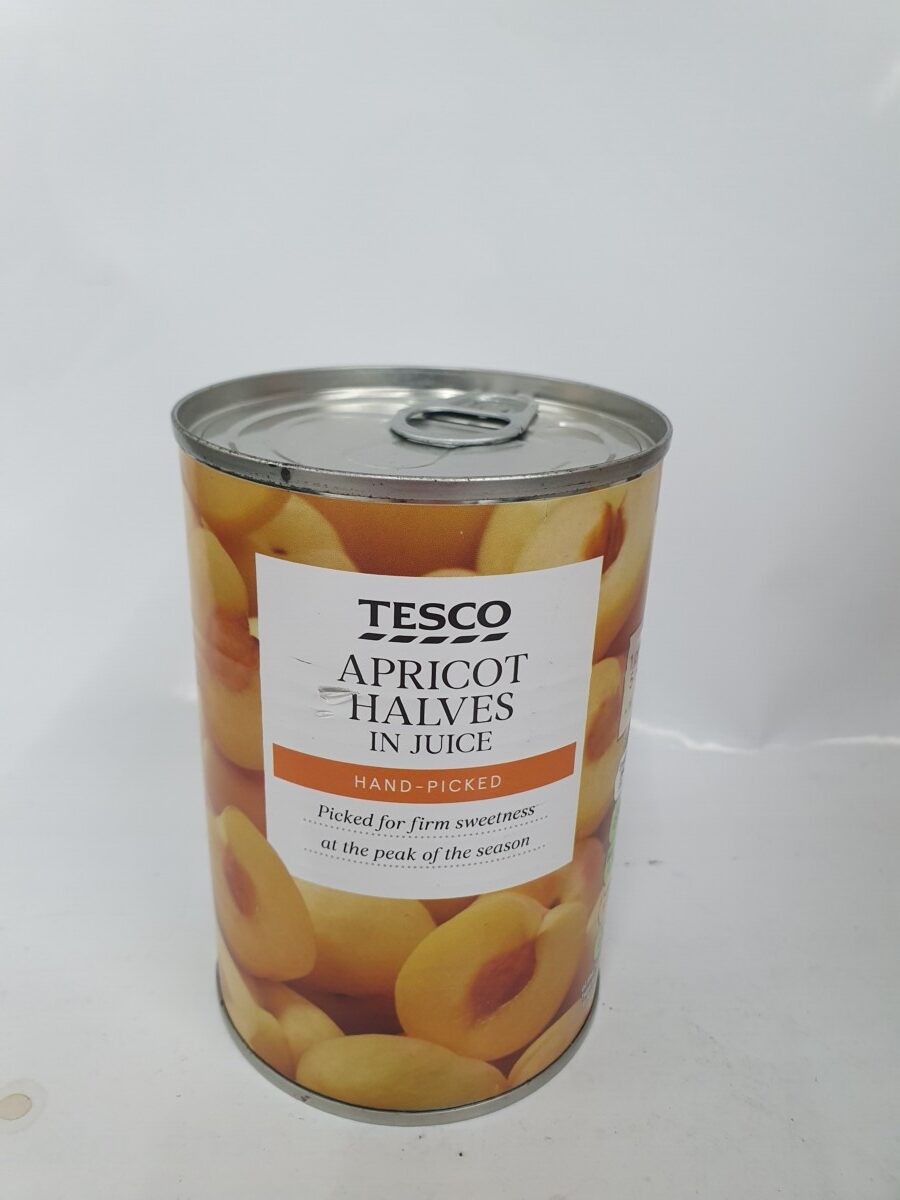 TESCO
APRICOT
HALVES
IN JUICE
HAND-PICKED
Picked for firm sweetness
at the peak of the season